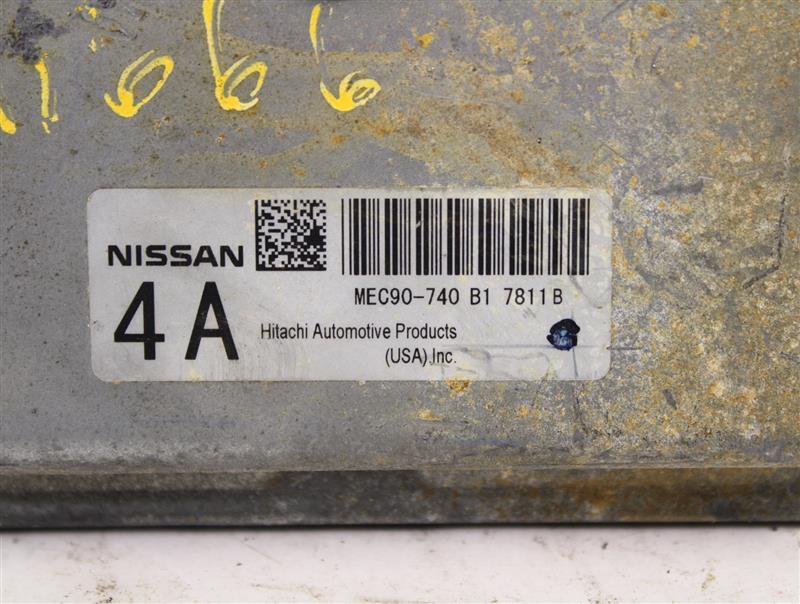 NISSAN
4A
MEC90-740 B1 7811B
Hitachi Automotive Products
(USA) Inc.